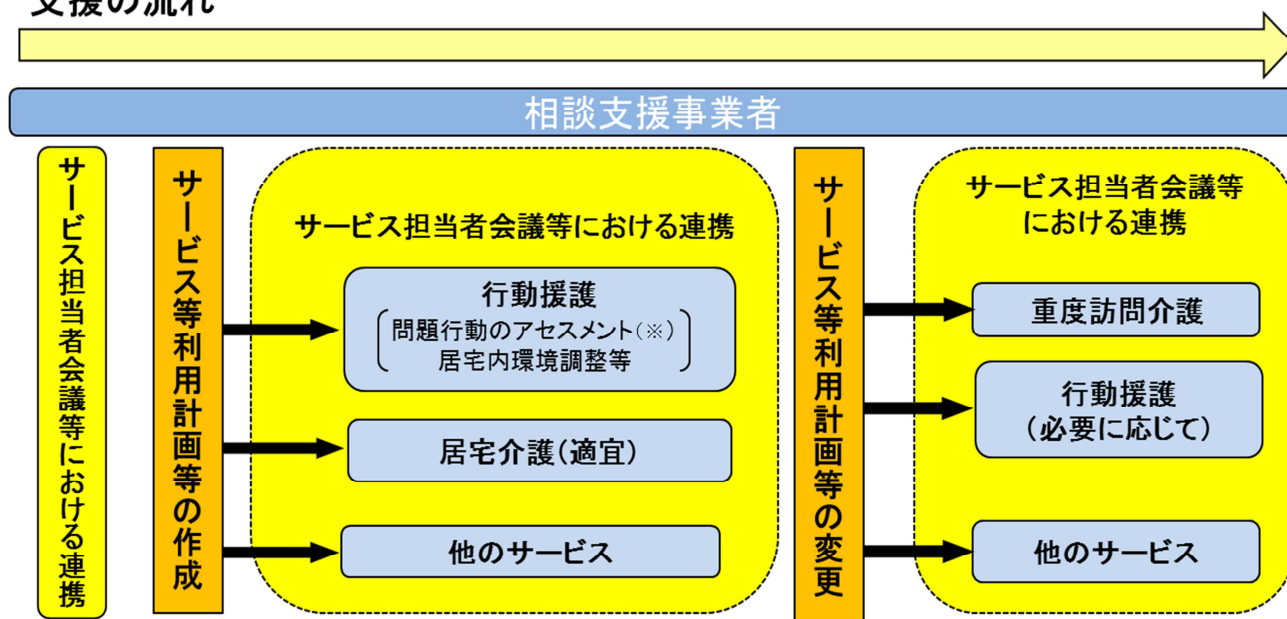 支援の流れ
相談支援事業者
サービス担当者会議等における連携
サービス等利用計画等の作成
サービス担当者会議等における連携
行動援護
問題行動のアセスメント(※)
居宅内環境調整等
居宅介護(適宜)
他のサービス
サービス等利用計画等の変更
サービス担当者会議等
における連携
重度訪問介護
行動援護
(必要に応じて)
他のサービス